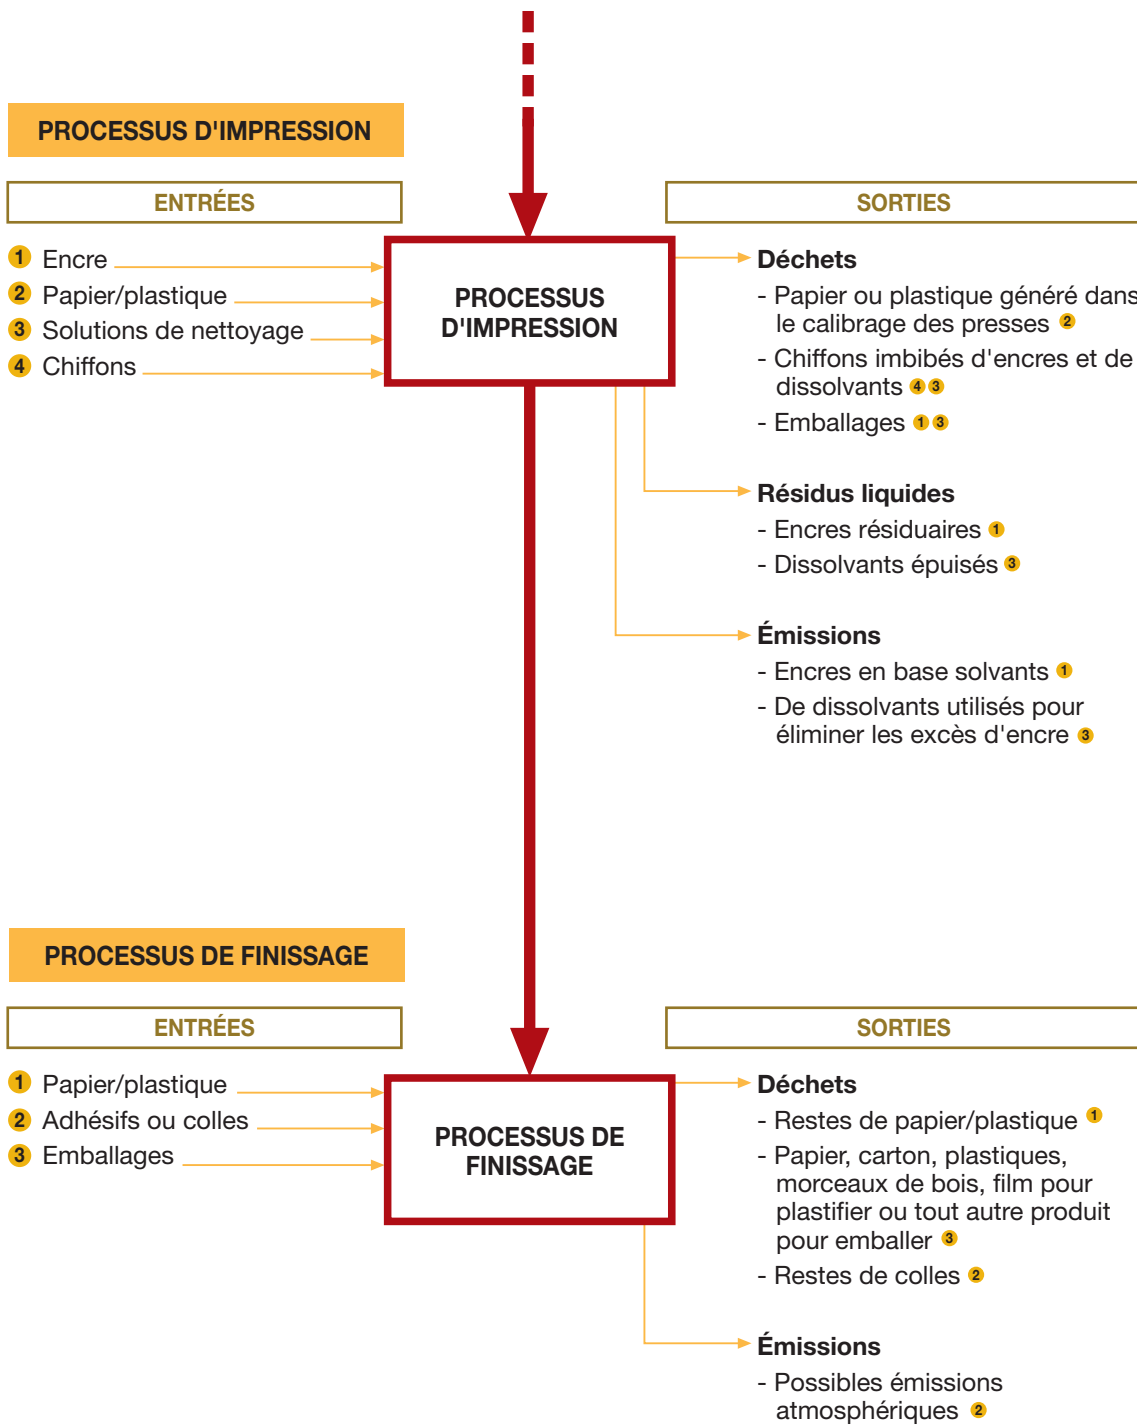 PROCESSUS D'IMPRESSION
ENTRÉES
1 Encre
2 Papier/plastique
3 Solutions de nettoyage
4 Chiffons
PROCESSUS
D'IMPRESSION
SORTIES
Déchets
- Papier ou plastique généré dans
le calibrage des presses 2
- Chiffons imbibés d'encres et de
dissolvants 4 3
- Emballages 1 3
Résidus liquides
- Encres résiduaires 1
- Dissolvants épuisés 3
Émissions
- Encres en base solvants 1
- De dissolvants utilisés pour
éliminer les excès d'encre 3
PROCESSUS DE FINISSAGE
ENTRÉES
1 Papier/plastique
2 Adhésifs ou colles
3 Emballages
PROCESSUS DE
FINISSAGE
SORTIES
Déchets
- Restes de papier/plastique 1
- Papier, carton, plastiques,
morceaux de bois, film pour
plastifier ou tout autre produit
pour emballer 3
- Restes de colles 2
Émissions
- Possibles émissions
atmosphériques 2